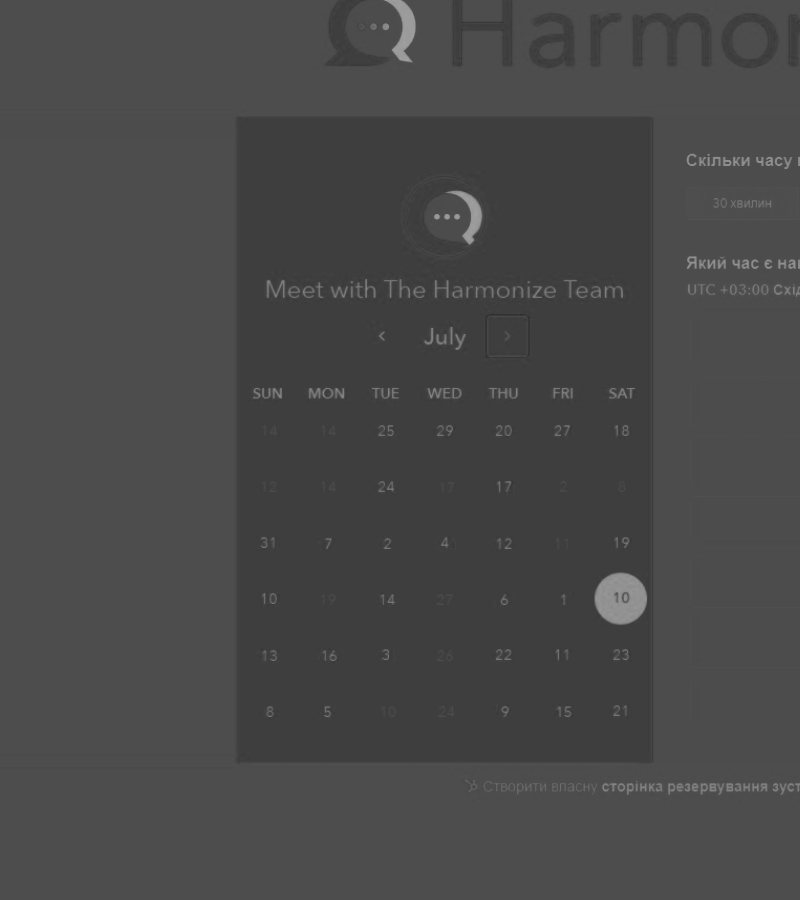 Harmon
Скільки часу
30 хвилин
Який час є
UTC +03:00
Meet with The Harmonize Team
July
SUN MON TUE WED THU FRI SAT
14 14 25 29 20 27 18
12 14 24 17 17 2 8
31 7 2 4 12 11 19
10 19 14 27 6 1 10
13 16 3 26 22 11 23
8 5 10 24 9 15 21
Створити власну сторінка резервування